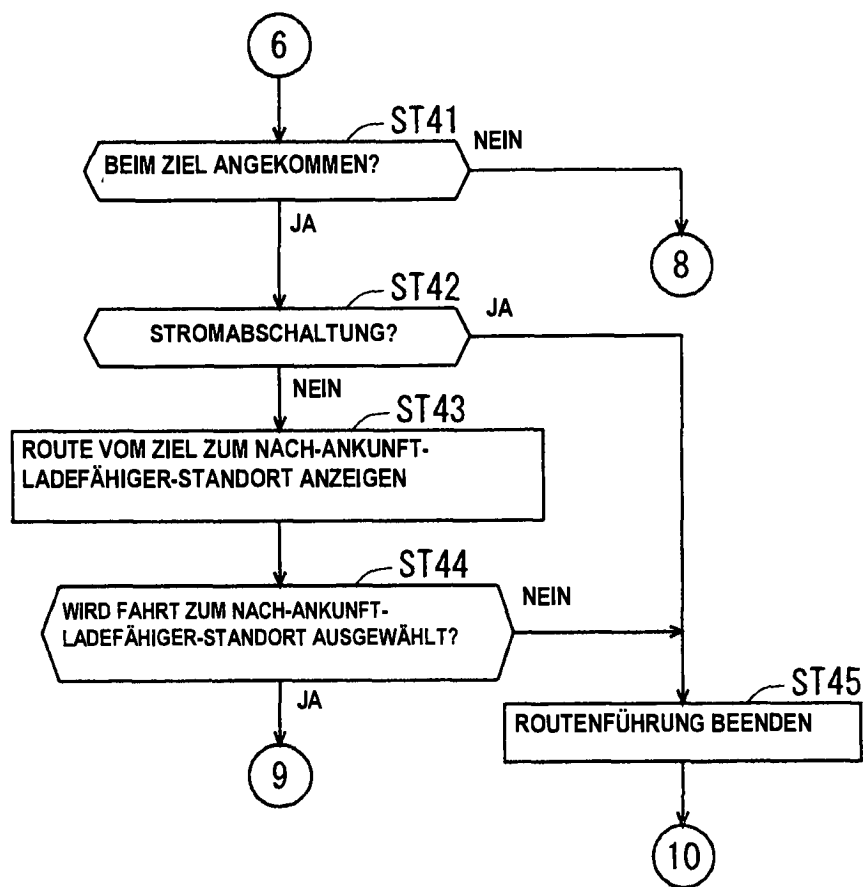 6
ST41
BEIM ZIEL ANGEKOMMEN?
NEIN
JA
8
ST42
STROMABSCHALTUNG?
JA
NEIN
ST43
ROUTE VOM ZIEL ZUM NACH-ANKUNFT-
LADEFÄHIGER-STANDORT ANZEIGEN
ST44
WIRD FAHRT ZUM NACH-ANKUNFT-
LADEFÄHIGER-STANDORT AUSGEWÄHLT?
NEIN
JA
ST45
ROUTENFÜHRUNG BEENDEN
9
10